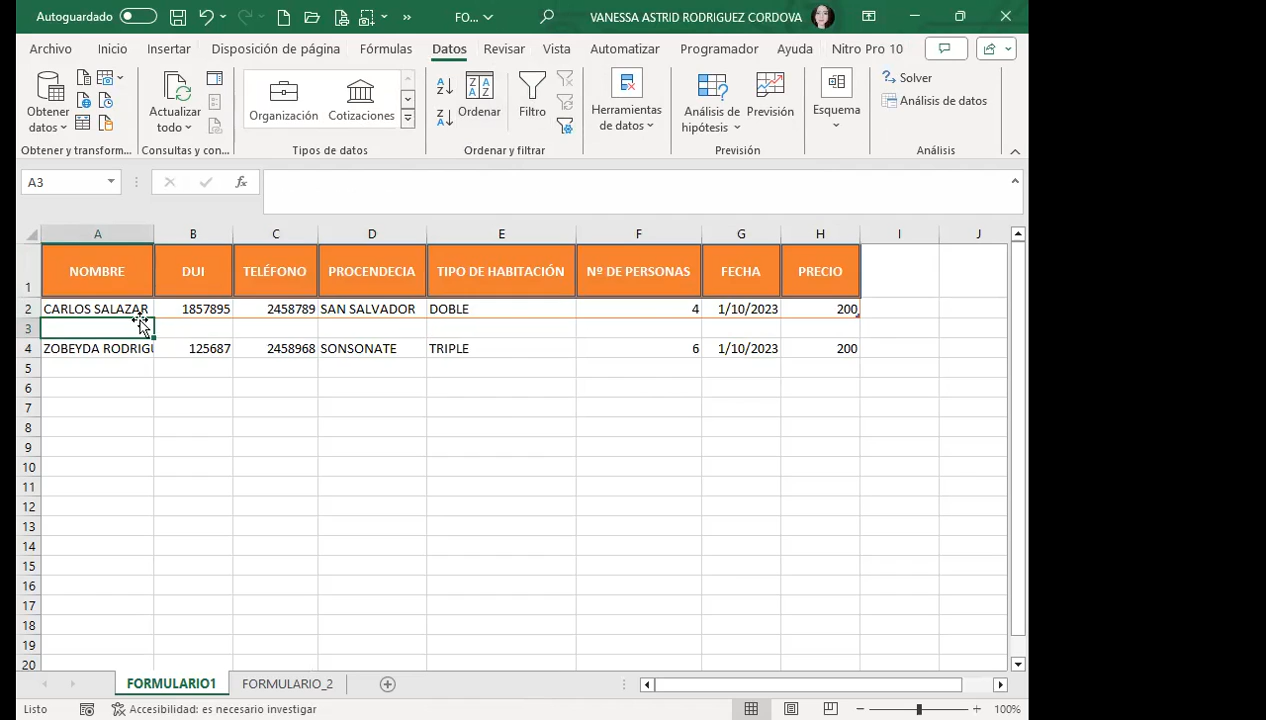 Autoguardado
FO...
VANESSA ASTRID RODRIGUEZ CORDOVA
Archivo Inicio Insertar Disposición de página Fórmulas Datos Revisar Vista Automatizar Programador Ayuda Nitro Pro 10
Obtener datos
Actualizar todo
Organización
Cotizaciones
Ordenar
Filtro
Herramientas de datos
Análisis de hipótesis
Previsión
Esquema
Solver
Análisis de datos
Obtener y transform... Consultas y con... Tipos de datos Ordenar y filtrar Previsión Análisis
A3
fx
A B C D E F G H I J
1 NOMBRE DUI TELÉFONO PROCENDECIA TIPO DE HABITACIÓN Nº DE PERSONAS FECHA PRECIO
2 CARLOS SALAZAR 1857895 2458789 SAN SALVADOR DOBLE 4 1/10/2023 200
3
4 ZOBEYDA RODRIGU 125687 2458968 SONSONATE TRIPLE 6 1/10/2023 200
5
6
7
8
9
10
11
12
13
14
15
16
17
18
19
20
FORMULARIO1 FORMULARIO_2
Listo Accesibilidad: es necesario investigar 100%